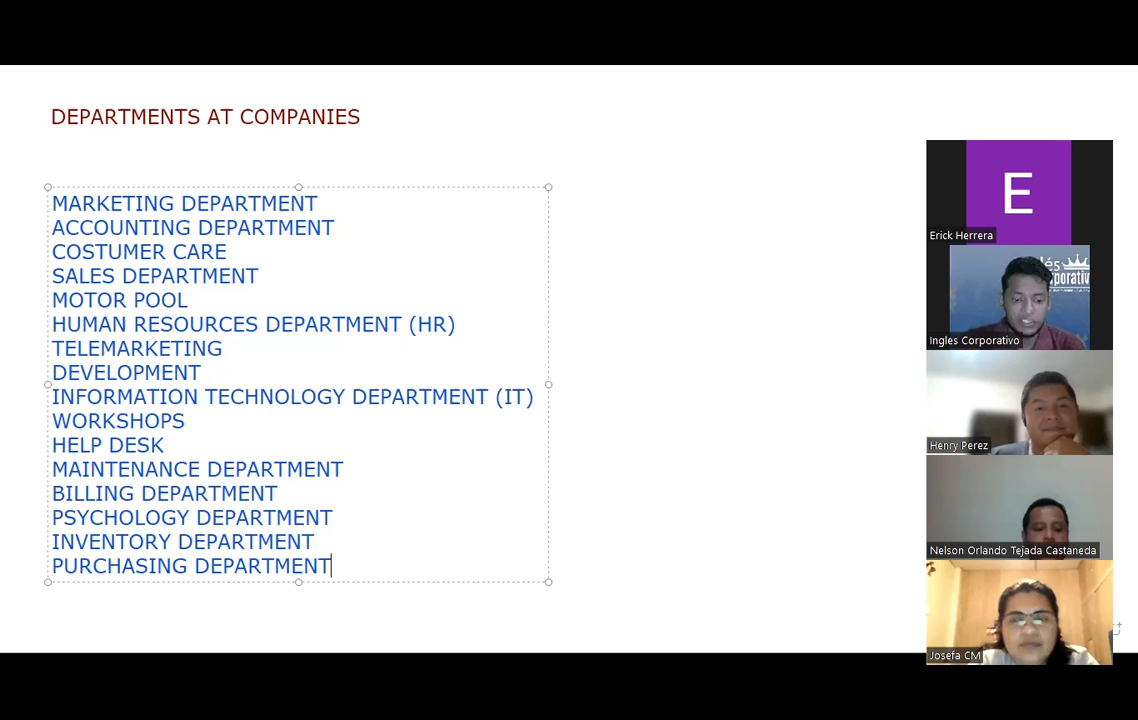 DEPARTMENTS AT COMPANIES
MARKETING DEPARTMENT
ACCOUNTING DEPARTMENT
COSTUMER CARE
SALES DEPARTMENT
MOTOR POOL
HUMAN RESOURCES DEPARTMENT (HR)
TELEMARKETING
DEVELOPMENT
INFORMATION TECHNOLOGY DEPARTMENT (IT)
WORKSHOPS
HELP DESK
MAINTENANCE DEPARTMENT
BILLING DEPARTMENT
PSYCHOLOGY DEPARTMENT
INVENTORY DEPARTMENT
PURCHASING DEPARTMENT
E
Erick Herrera
Ingles Corporativo
Henry Perez
Nelson Orlando Tejada Castaneda
Josefa CM